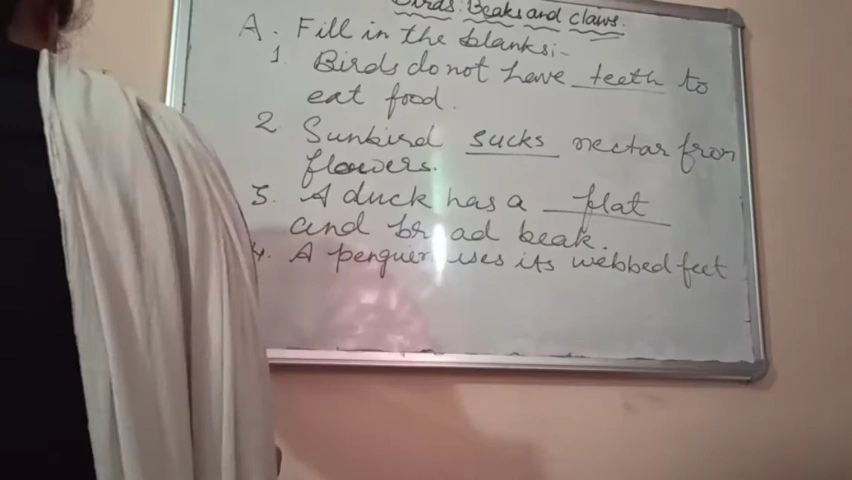 Birds: Beaks and claws.
A. Fill in the blanks:-
1. Birds do not have teeth to
eat food.
2 Sunbird sucks nectar from
flowers.
3. A duck has a flat
and broad beak.
4. A penguin uses its webbed feet